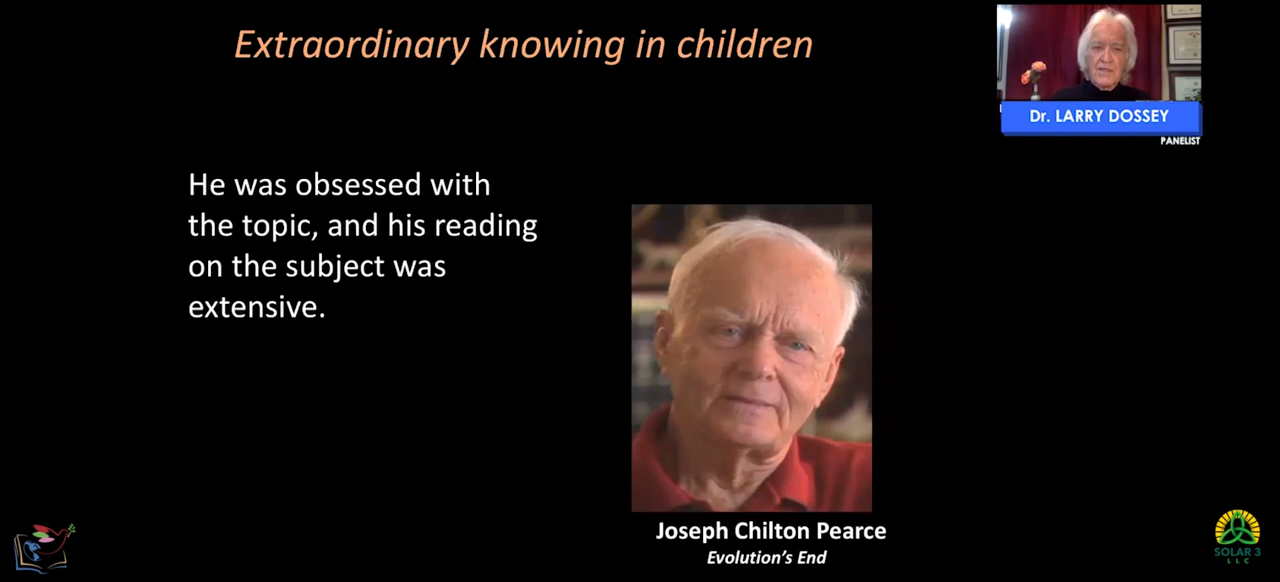 Extraordinary knowing in children
Dr. LARRY DOSSEY
PANELIST
He was obsessed with
the topic, and his reading
on the subject was
extensive.
Joseph Chilton Pearce
Evolution's End
SOLAR 3
LLC